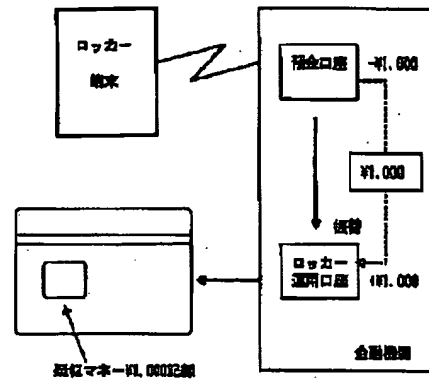 ロッカー
端末
預金口座 -¥1,000
¥1,000
振替
ロッカー
運用口座 +¥1,000
金融機関
マネー¥1,000記録